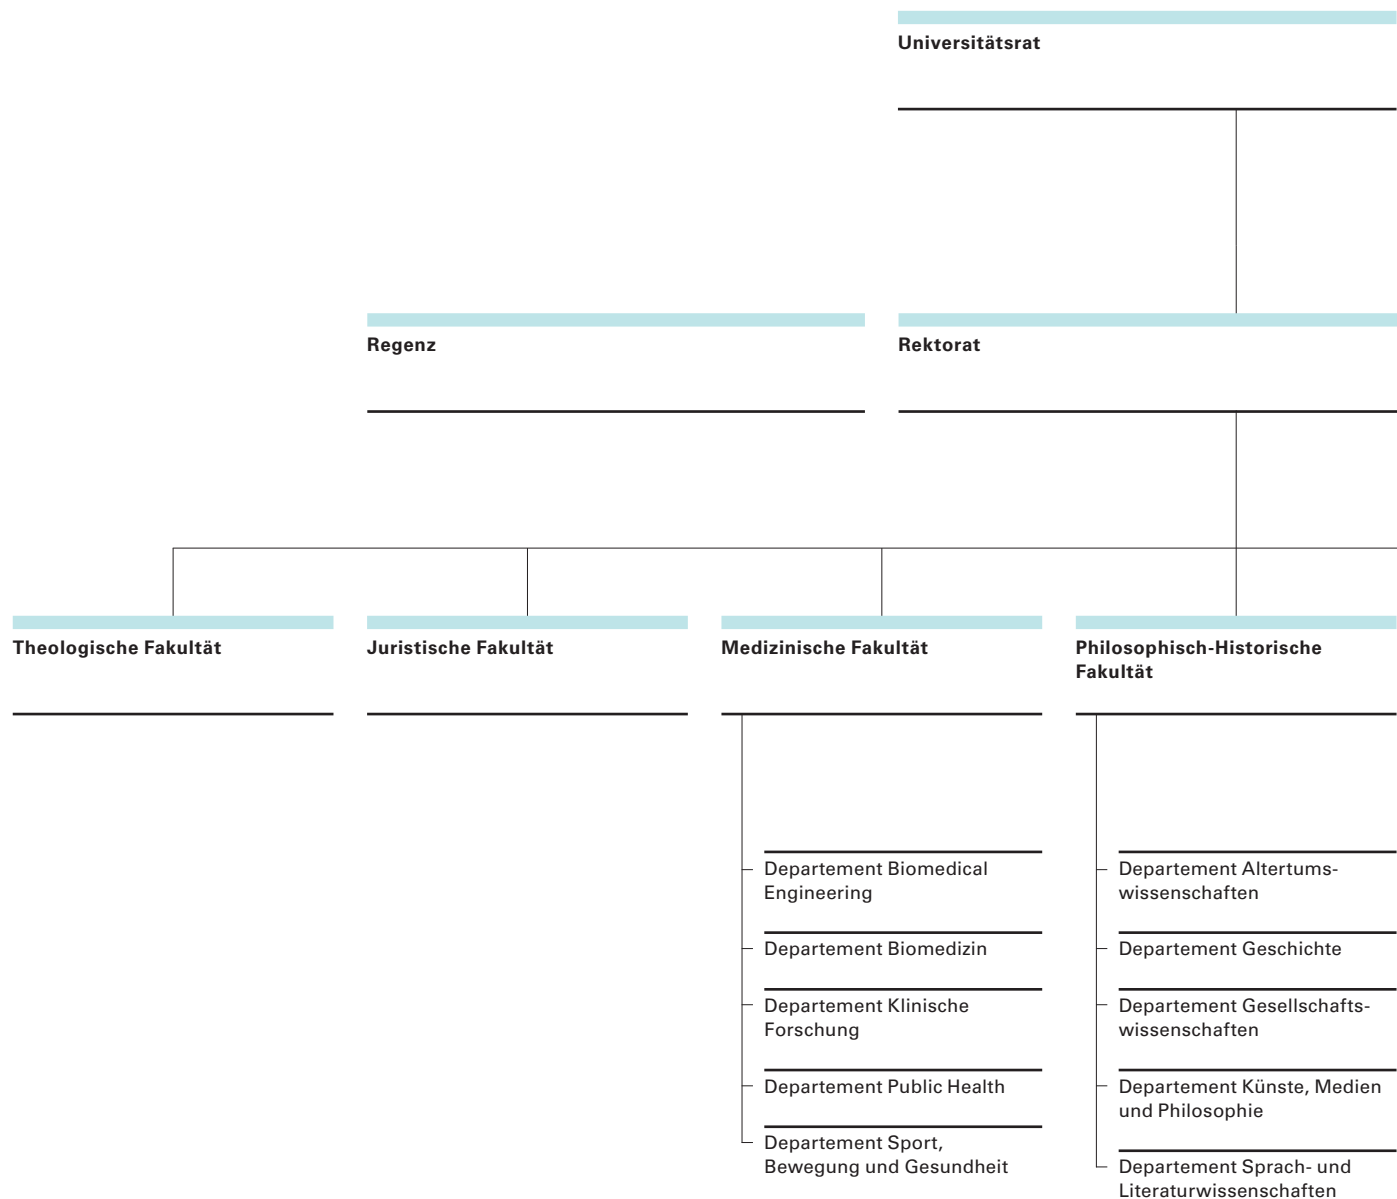 Universitätsrat
Regenz
Rektorat
Theologische Fakultät
Juristische Fakultät
Medizinische Fakultät
Philosophisch-Historische
Fakultät
Departement Biomedical
Engineering
Departement Biomedizin
Departement Klinische
Forschung
Departement Public Health
Departement Sport,
Bewegung und Gesundheit
Departement Altertums-
wissenschaften
Departement Geschichte
Departement Gesellschafts-
wissenschaften
Departement Künste, Medien
und Philosophie
Departement Sprach- und
Literaturwissenschaften